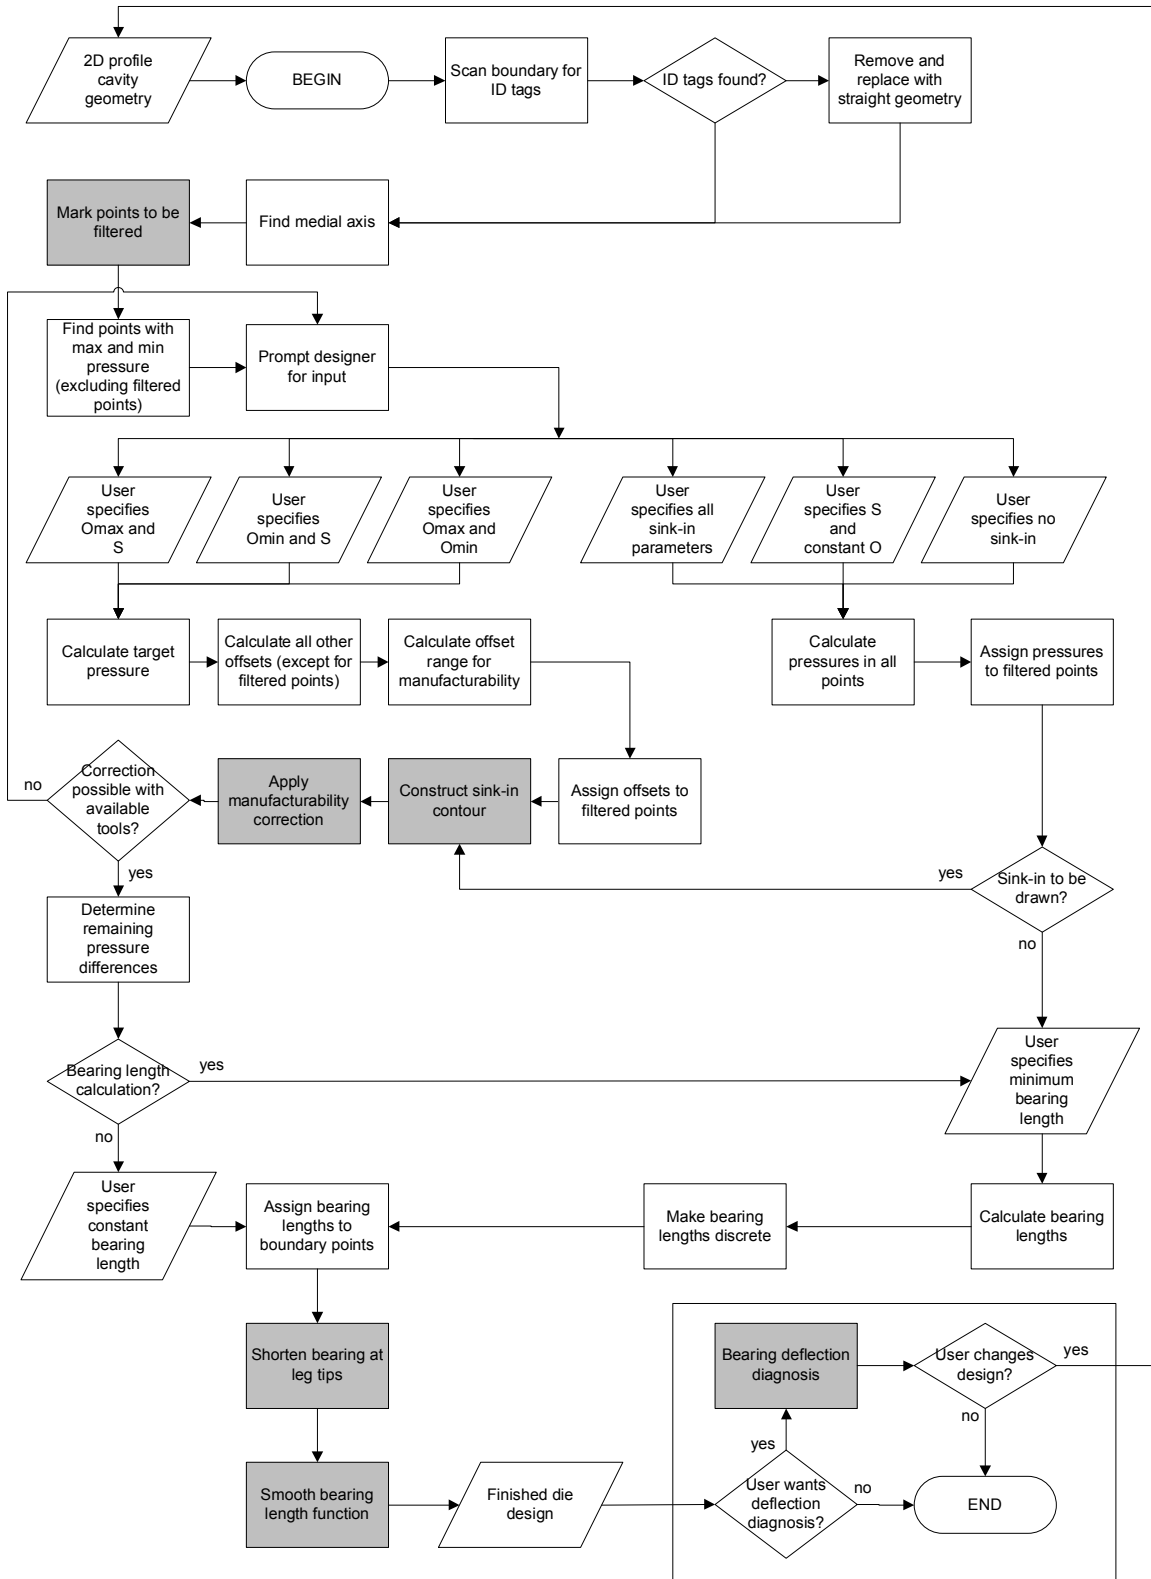 2D profile
cavity
geometry
BEGIN
Scan boundary for
ID tags
ID tags found?
Remove and
replace with
straight geometry
Mark points to be
filtered
Find medial axis
Find points with
max and min
pressure
(excluding filtered
points)
Prompt designer
for input
User
specifies
Omax and
S
User
specifies
Omin and S
User
specifies
Omax and
Omin
User
specifies all
sink-in
parameters
User
specifies S
and
constant O
User
specifies no
sink-in
Calculate target
pressure
Calculate all other
offsets (except for
filtered points)
Calculate offset
range for
manufacturability
Calculate
pressures in all
points
Assign pressures
to filtered points
no
Correction
possible with
available
tools?
yes
Apply
manufacturability
correction
Construct sink-in
contour
Assign offsets to
filtered points
yes
Sink-in to be
drawn?
no
Determine
remaining
pressure
differences
Bearing length
calculation?
yes
no
User
specifies
minimum
bearing
length
User
specifies
constant
bearing
length
Assign bearing
lengths to
boundary points
Make bearing
lengths discrete
Calculate bearing
lengths
Shorten bearing at
leg tips
Bearing deflection
diagnosis
User changes
design?
yes
no
yes
Smooth bearing
length function
Finished die
design
User wants
deflection
diagnosis?
no
END